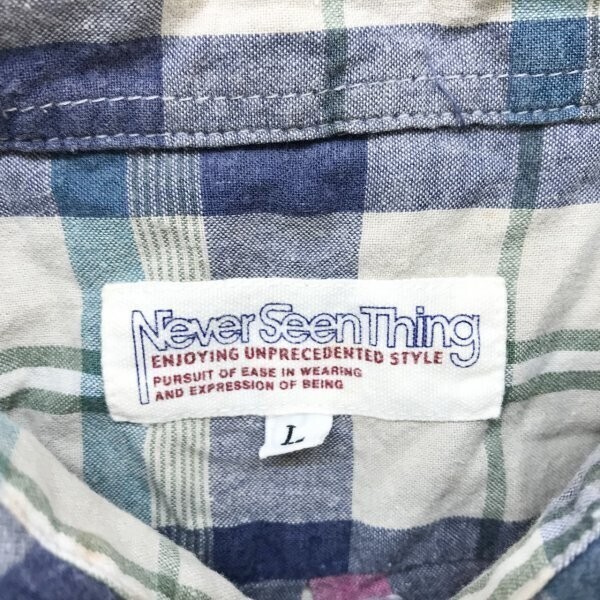 Never Seen Thing
ENJOYING UNPRECEDENTED STYLE
PURSUIT OF EASE IN WEARING
AND EXPRESSION OF BEING
L